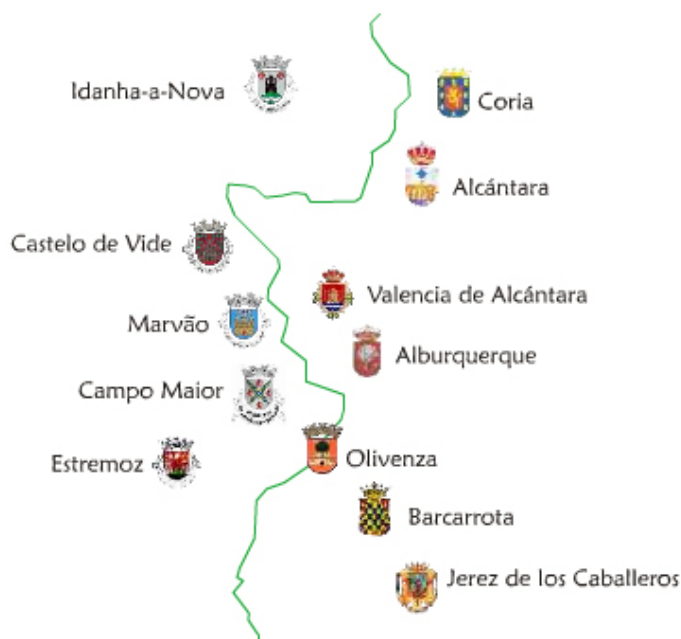 Idanha-a-Nova
Coria
Alcántara
Castelo de Vide
Valencia de Alcántara
Marvão
Alburquerque
Campo Maior
Estremoz
Olivenza
Barcarrota
Jerez de los Caballeros